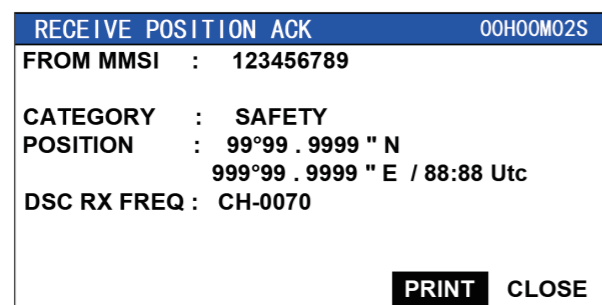 RECEIVE POSITION ACK 00H00M02S
FROM MMSI : 123456789
CATEGORY : SAFETY
POSITION : 99°99 . 9999 " N
999°99 . 9999 " E / 88:88 Utc
DSC RX FREQ : CH-0070
PRINT CLOSE